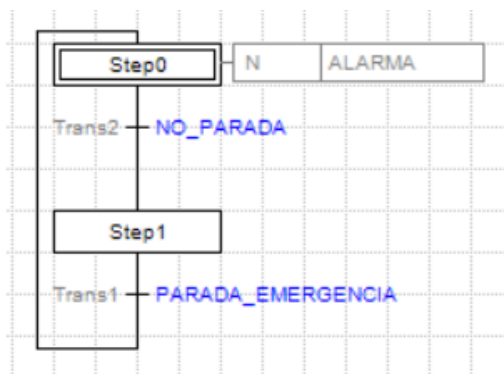 Step0 N ALARMA
Trans2 NO_PARADA
Step1
Trans1 PARADA_EMERGENCIA